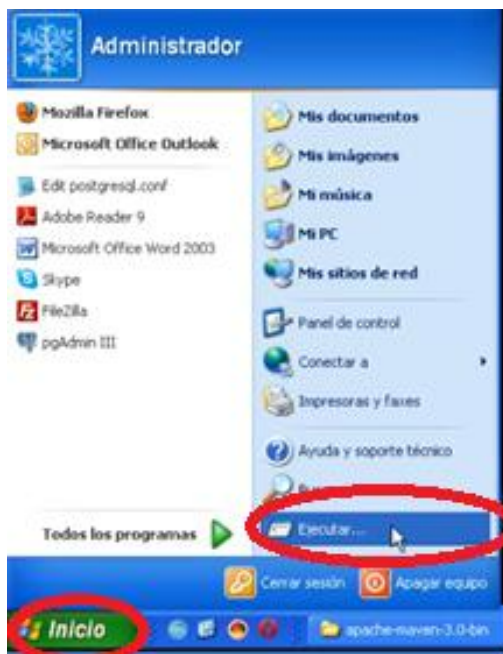 Administrador
Mozilla Firefox
Microsoft Office Outlook
Edit postgresql.conf
Adobe Reader 9
Microsoft Office Word 2003
Skype
FileZilla
pgAdmin III
Todos los programas
Mis documentos
Mis imágenes
Mi música
Mi PC
Mis sitios de red
Panel de control
Conectar a
Impresoras y faxes
Ayuda y soporte técnico
Ejecutar...
Cerrar sesión
Apagar equipo
Inicio
apache-maven-3.0-bin